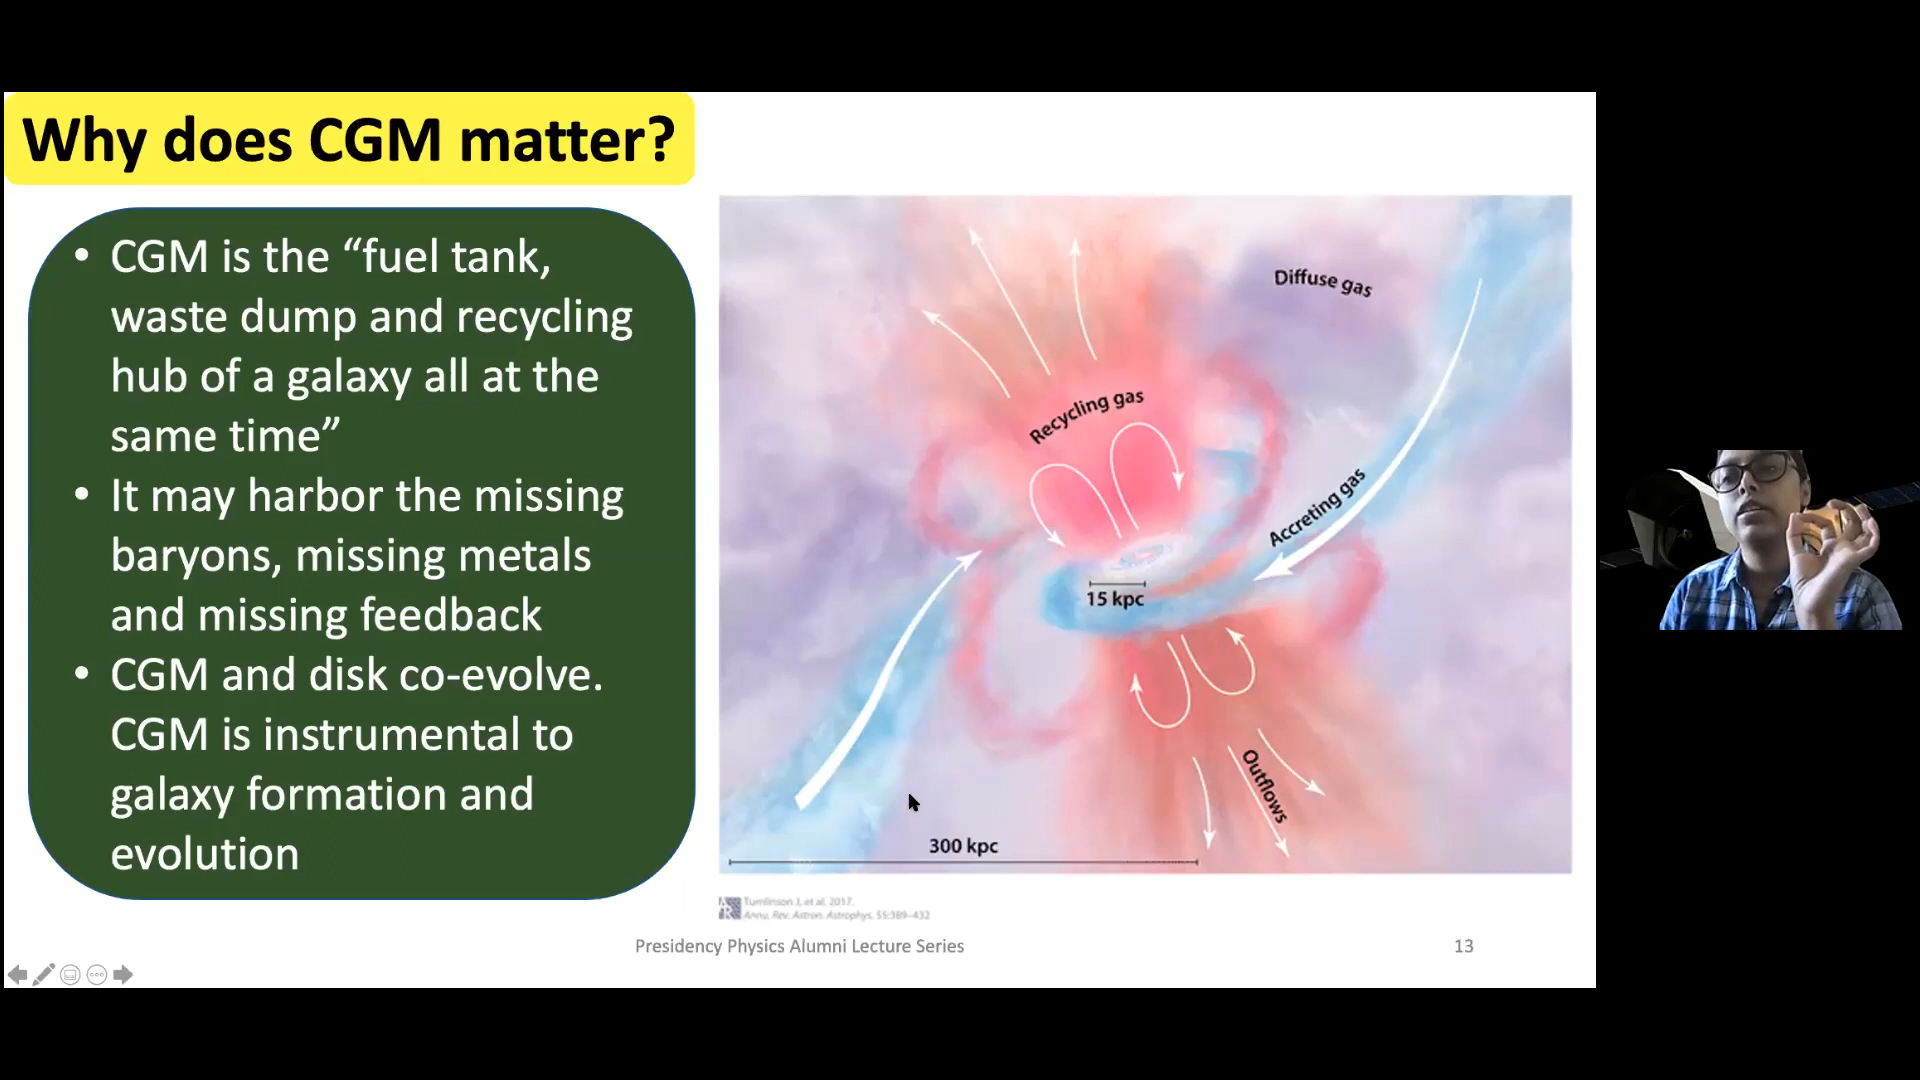 Why does CGM matter?
• CGM is the “fuel tank,
waste dump and recycling
hub of a galaxy all at the
same time”
• It may harbor the missing
baryons, missing metals
and missing feedback
• CGM and disk co-evolve.
CGM is instrumental to
galaxy formation and
evolution
Diffuse gas
Recycling gas
Accreting gas
15 kpc
Outflows
300 kpc
AR
Tumlinson J, et al. 2017.
Annu. Rev. Astron. Astrophys. 55:389–432
Presidency Physics Alumni Lecture Series
13